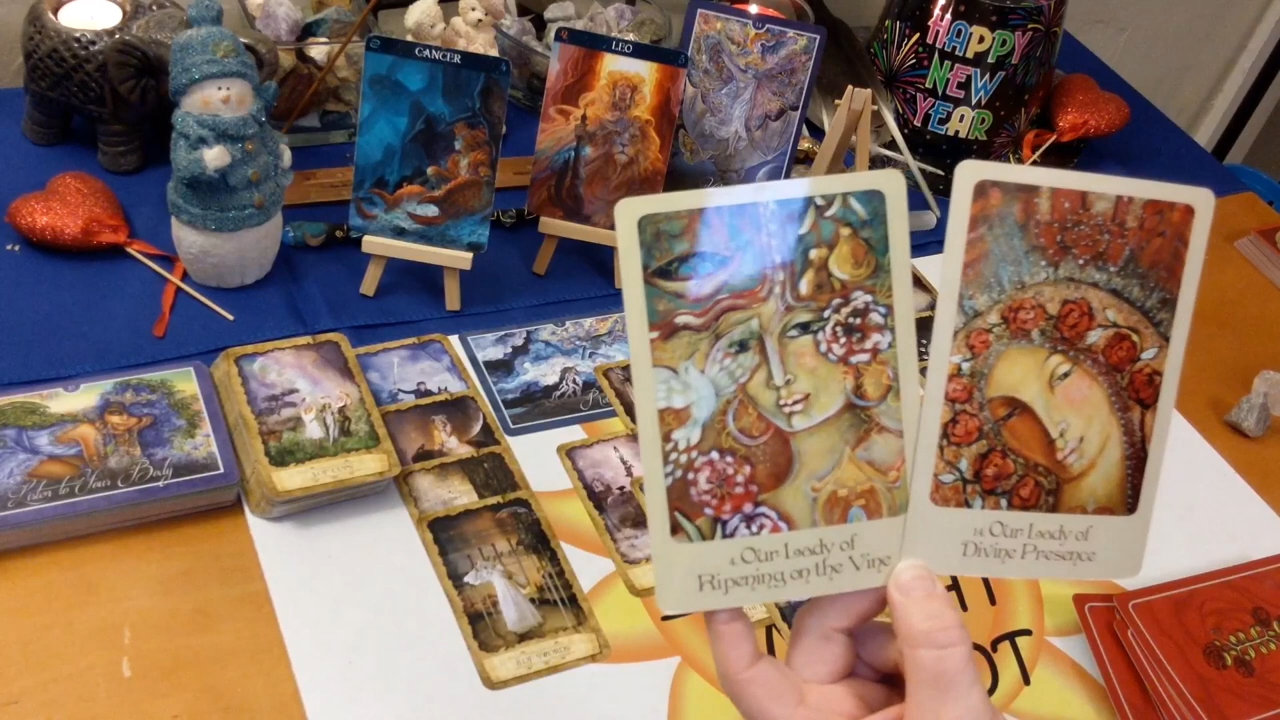 CANCER
LEO
HAPPY
NEW
YEAR
Listen to Your Body
4. Our Lady of
Ripening on the Vine
14. Our Lady of
Divine Presence